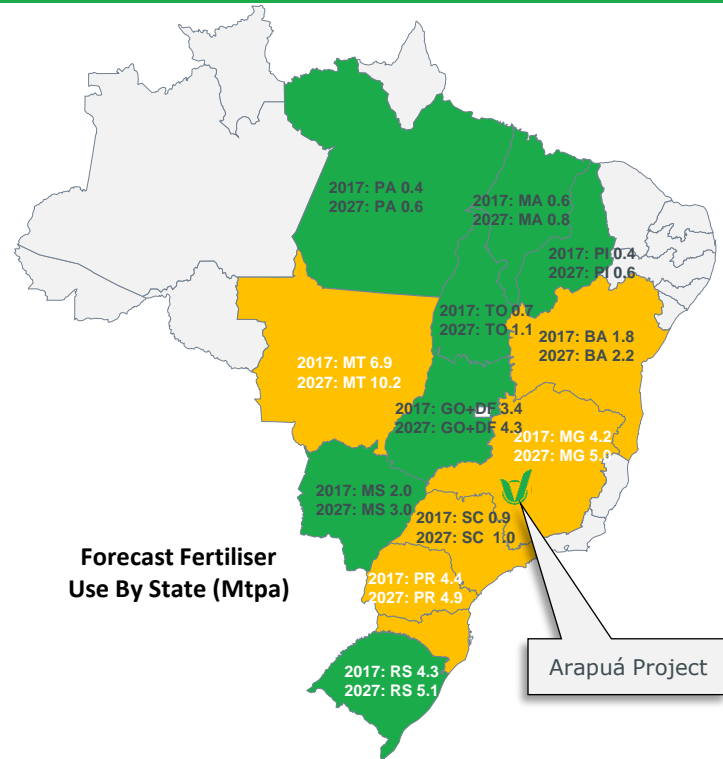 2017: PA 0.4
2027: PA 0.6
2017: MA 0.6
2027: MA 0.8
2017: PI 0.4
2027: PI 0.6
2017: TO 0.7
2027: TO 1.1
2017: BA 1.8
2027: BA 2.2
2017: MT 6.9
2027: MT 10.2
2017: GO+DF 3.4
2027: GO+DF 4.3
2017: MG 4.2
2027: MG 5.0
2017: MS 2.0
2027: MS 3.0
2017: SC 0.9
2027: SC 1.0
Forecast Fertiliser
Use By State (Mtpa)
2017: PR 4.4
2027: PR 4.9
Arapuá Project
2017: RS 4.3
2027: RS 5.1